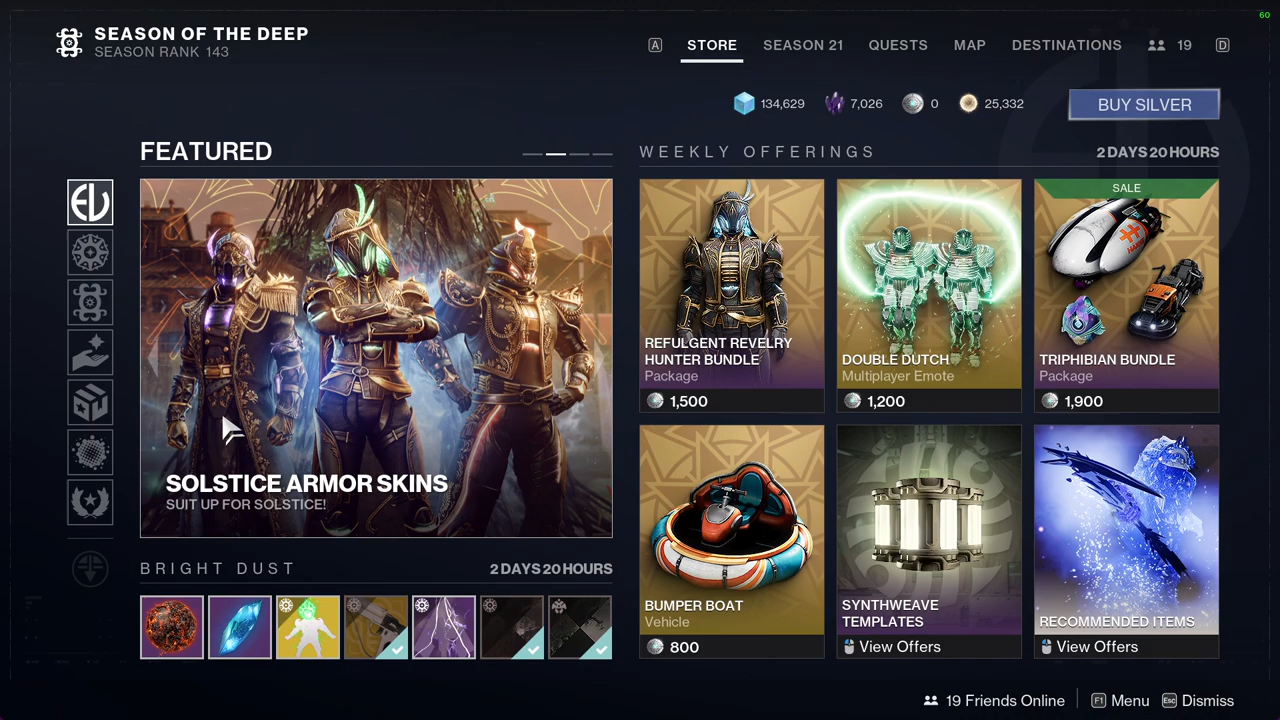 60
SEASON OF THE DEEP
SEASON RANK 143
A STORE SEASON 21 QUESTS MAP DESTINATIONS 19 D
134,629 7,026 0 25,332 BUY SILVER
FEATURED
SOLSTICE ARMOR SKINS
SUIT UP FOR SOLSTICE!
BRIGHT DUST 2 DAYS 20 HOURS
WEEKLY OFFERINGS 2 DAYS 20 HOURS
REFULGENT REVELRY
HUNTER BUNDLE
Package
1,500
DOUBLE DUTCH
Multiplayer Emote
1,200
SALE
TRIPHIBIAN BUNDLE
Package
1,900
BUMPER BOAT
Vehicle
800
SYNTHWEAVE
TEMPLATES
View Offers
RECOMMENDED ITEMS
View Offers
19 Friends Online F1 Menu Esc Dismiss